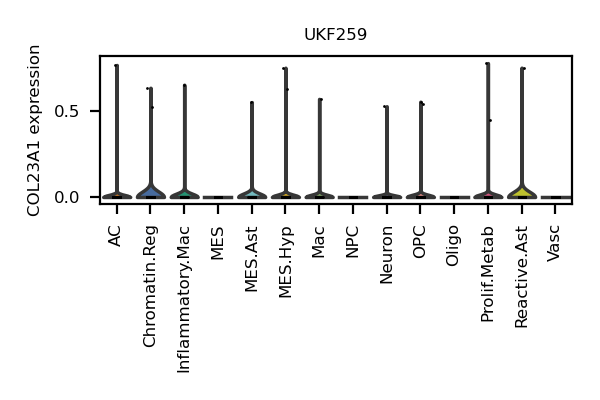 UKF259
COL23A1 expression
0.5
0.0
AC
Chromatin.Reg
Inflammatory.Mac
MES
MES.Ast
MES.Hyp
Mac
NPC
Neuron
OPC
Oligo
Prolif.Metab
Reactive.Ast
Vasc